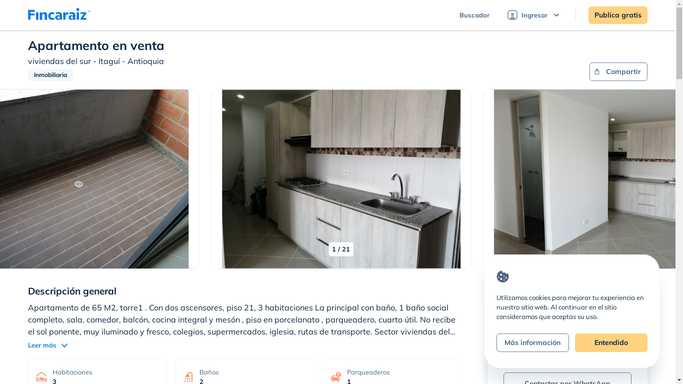 Fincaraiz
Buscador
Ingresar
Publica gratis
Apartamento en venta
viviendas del sur - Itaguí - Antioquia
Inmobiliaria
Compartir
1 / 21
Descripción general
Apartamento de 65 M2, torre1 . Con dos ascensores, piso 21, 3 habitaciones La principal con baño, 1 baño social
completo, sala, comedor, balcón, cocina integral y mesón , piso en porcelanato , parqueadero, cuarto útil. No recibe
el sol ponente, muy iluminado y fresco, colegios, supermercados, iglesia, rutas de transporte. Sector viviendas del...
Leer más
Habitaciones
3
Baños
2
Parqueaderos
1
Utilizamos cookies para mejorar tu experiencia en
nuestro sitio web. Al continuar en el sitio
consideramos que aceptas su uso.
Más información
Entendido
Contactar por WhatsApp